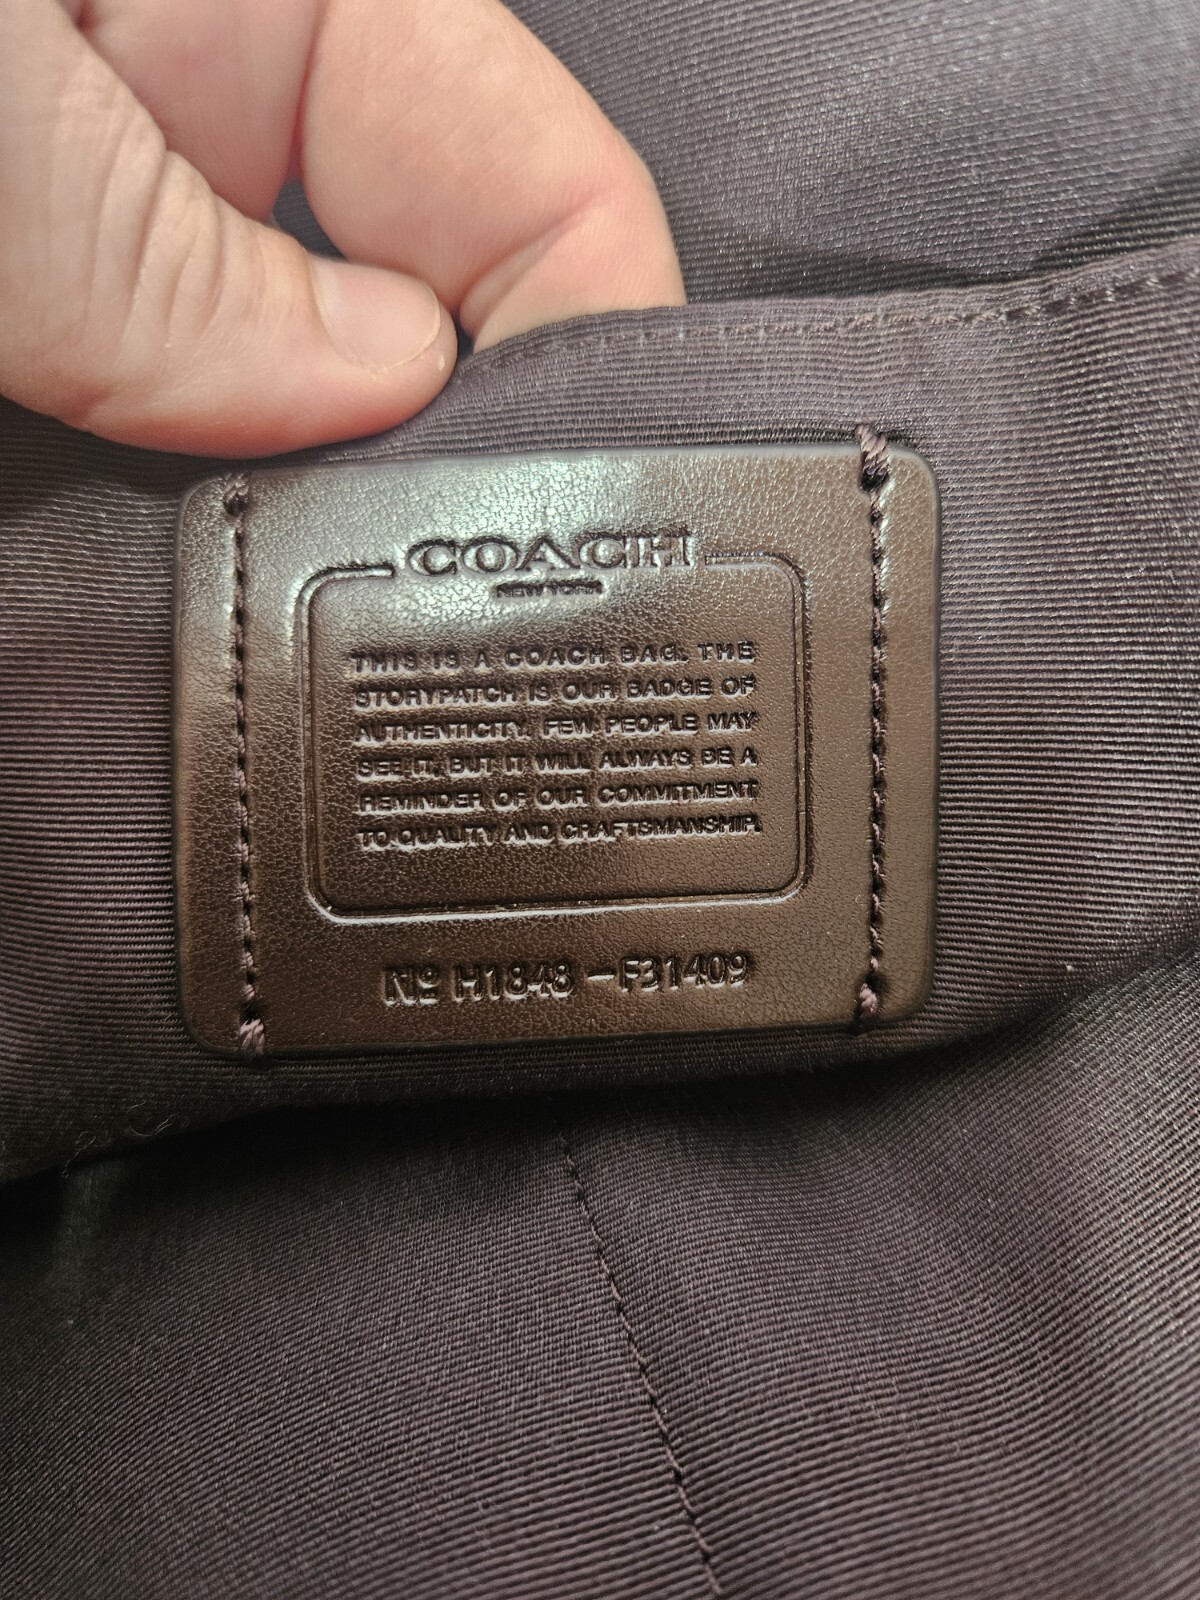 COACH
NEW YORK
THIS IS A COACH BAG. THE
STORYPATCH IS OUR BADGE OF
AUTHENTICITY. FEW PEOPLE MAY
SEE IT, BUT IT WILL ALWAYS BE A
REMINDER OF OUR COMMITMENT
TO QUALITY AND CRAFTSMANSHIP.
Nº H1848 -F31409